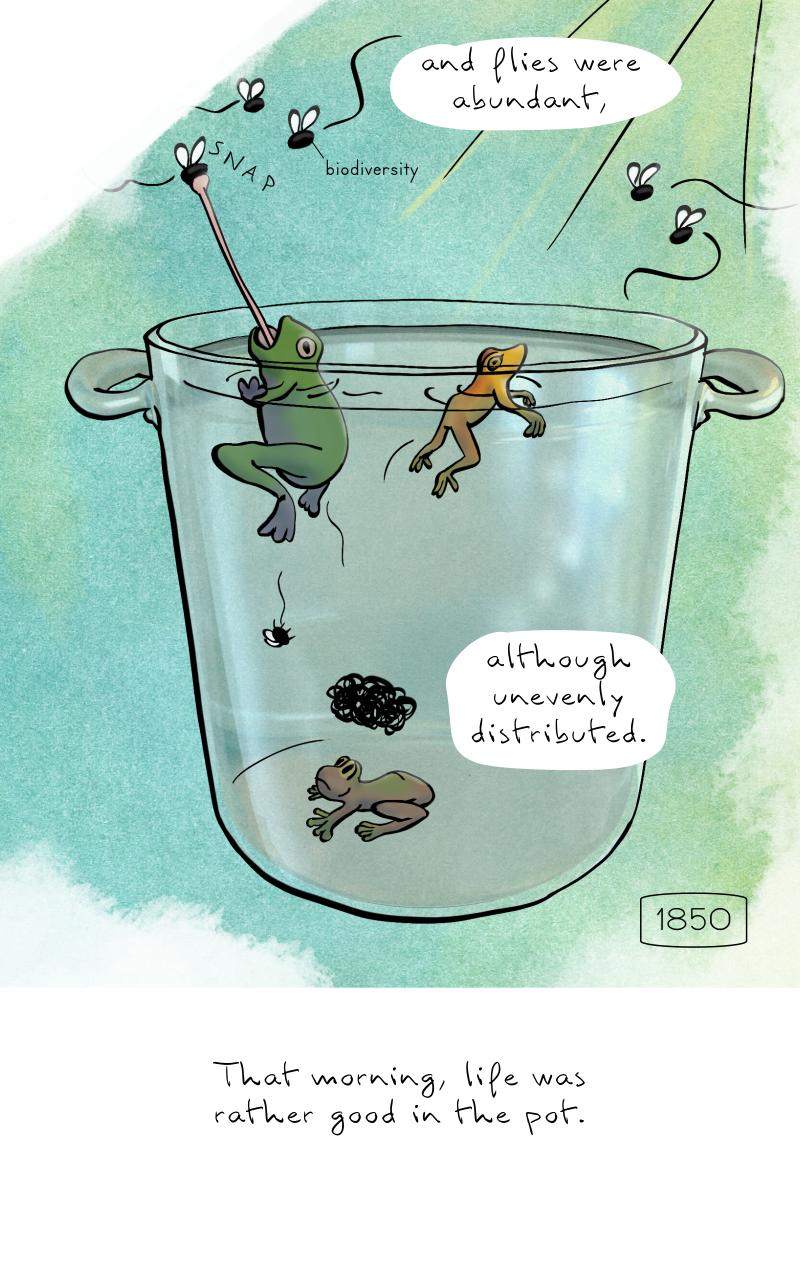 and flies were
abundant,
SNAP
biodiversity
although
unevenly
distributed.
1850
That morning, life was
rather good in the pot.